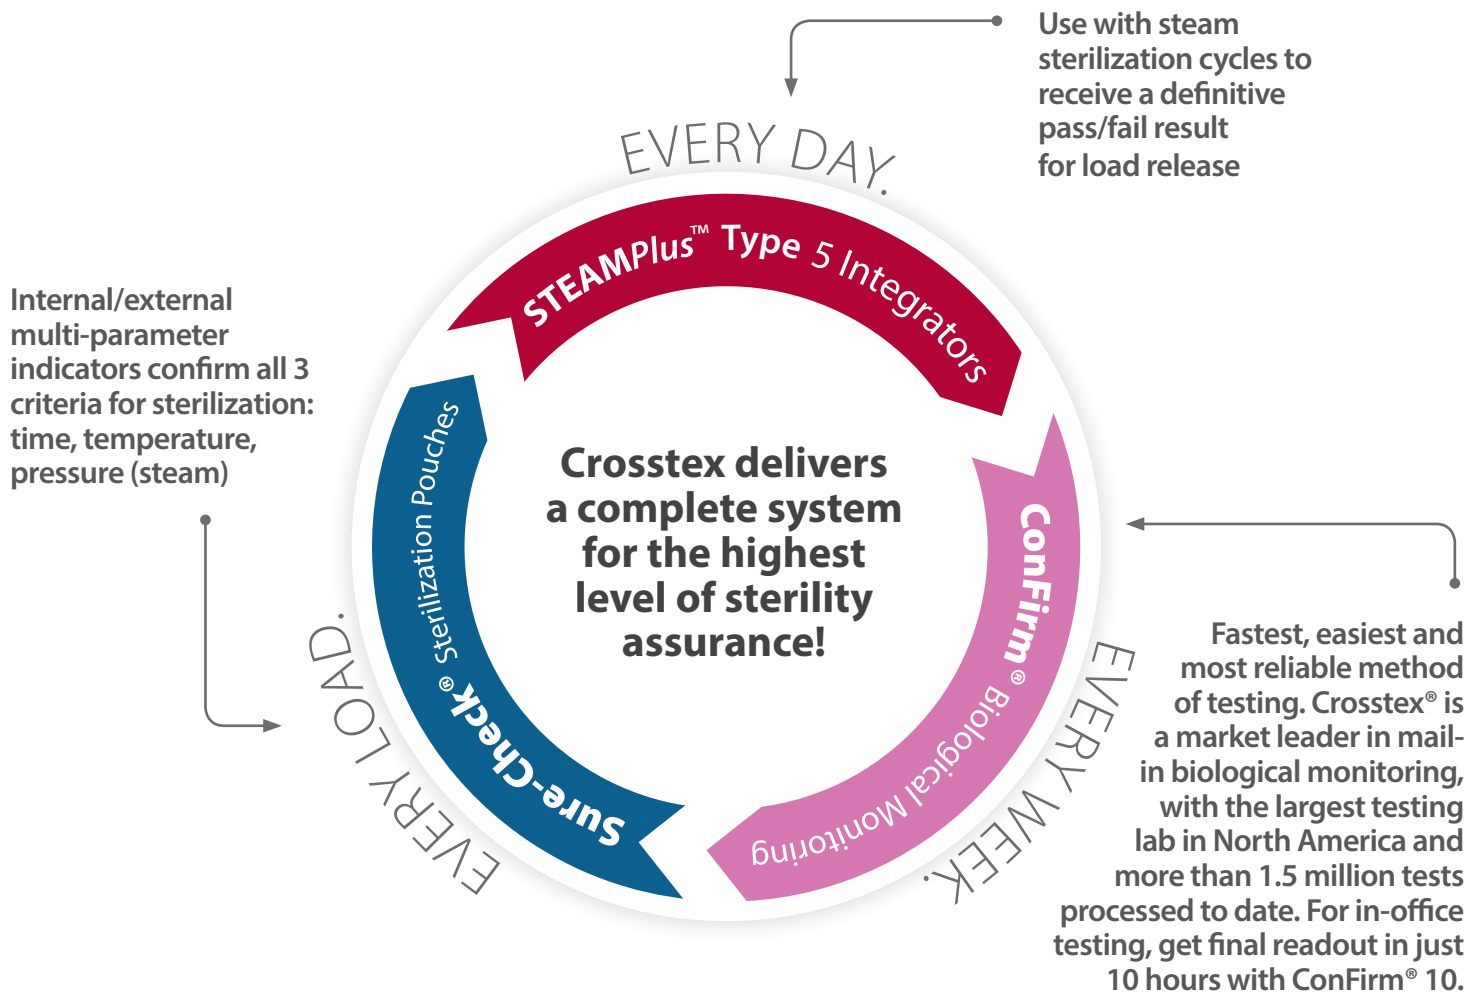 Use with steam
sterilization cycles to
receive a definitive
pass/fail result
for load release
EVERY DAY.
STEAMPlus™ Type 5 Integrators
Internal/external
multi-parameter
indicators confirm all 3
criteria for sterilization:
time, temperature,
pressure (steam)
Sure-Check® Sterilization Pouches
EVERY LOAD.
Crosstex delivers
a complete system
for the highest
level of sterility
assurance!
ConFirm® Biological Monitoring
EVERY WEEK.
Fastest, easiest and
most reliable method
of testing. Crosstex® is
a market leader in mail-
in biological monitoring,
with the largest testing
lab in North America and
more than 1.5 million tests
processed to date. For in-office
testing, get final readout in just
10 hours with ConFirm® 10.